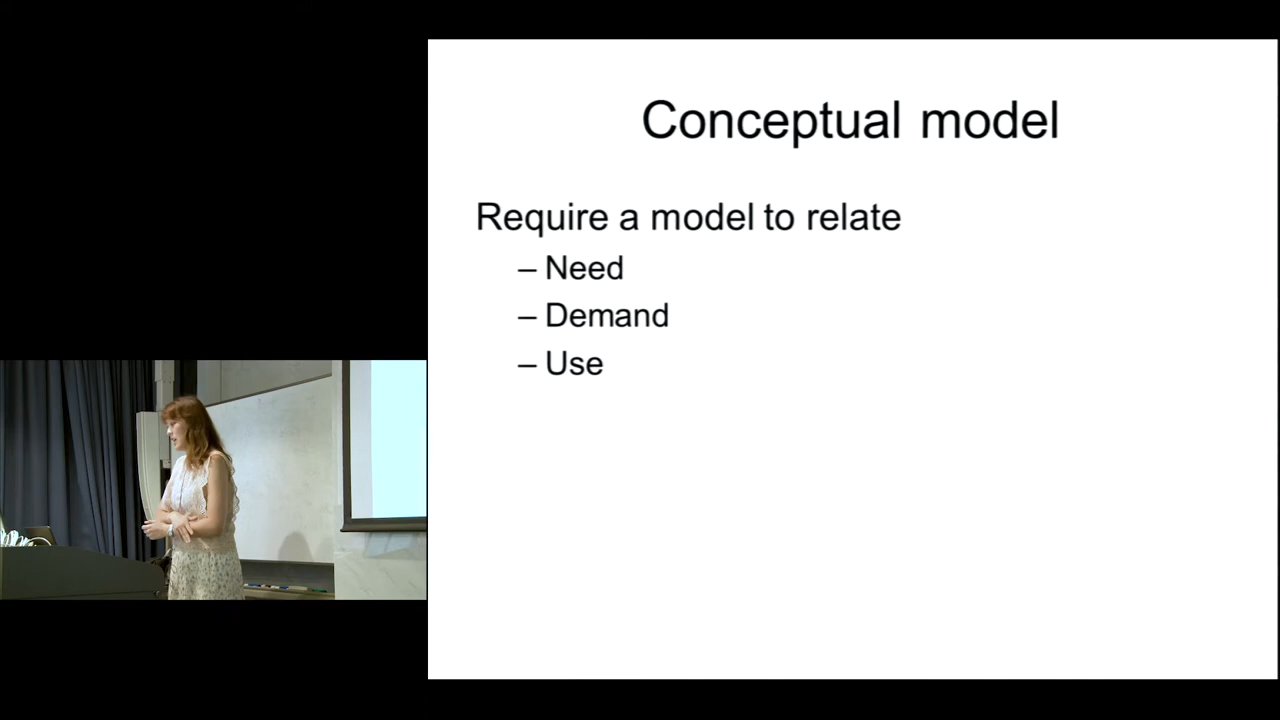 Conceptual model
Require a model to relate
– Need
– Demand
– Use